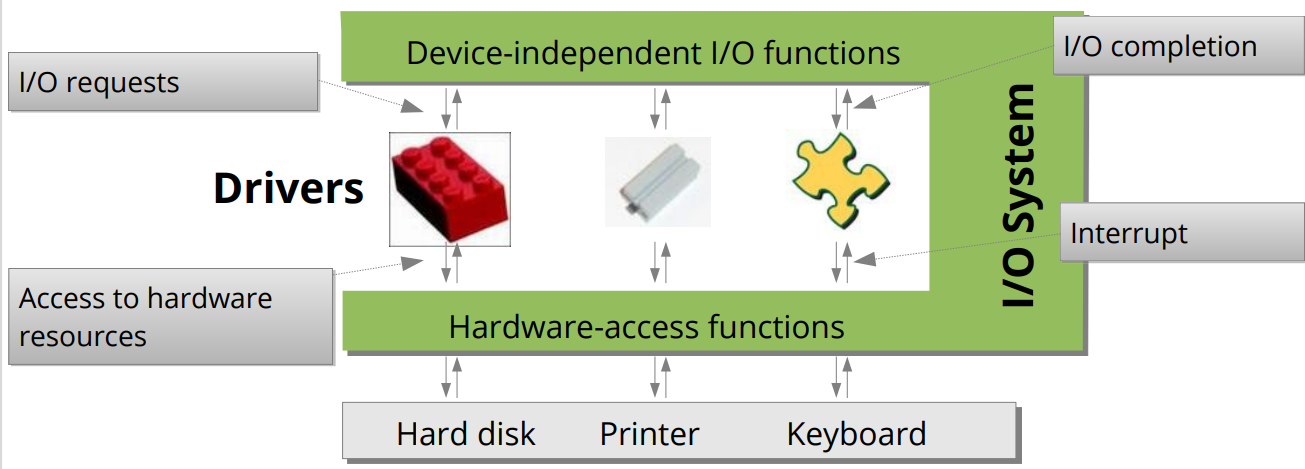 Device-independent I/O functions
I/O completion
I/O requests
I/O System
Drivers
Interrupt
Access to hardware
resources
Hardware-access functions
Hard disk
Printer
Keyboard